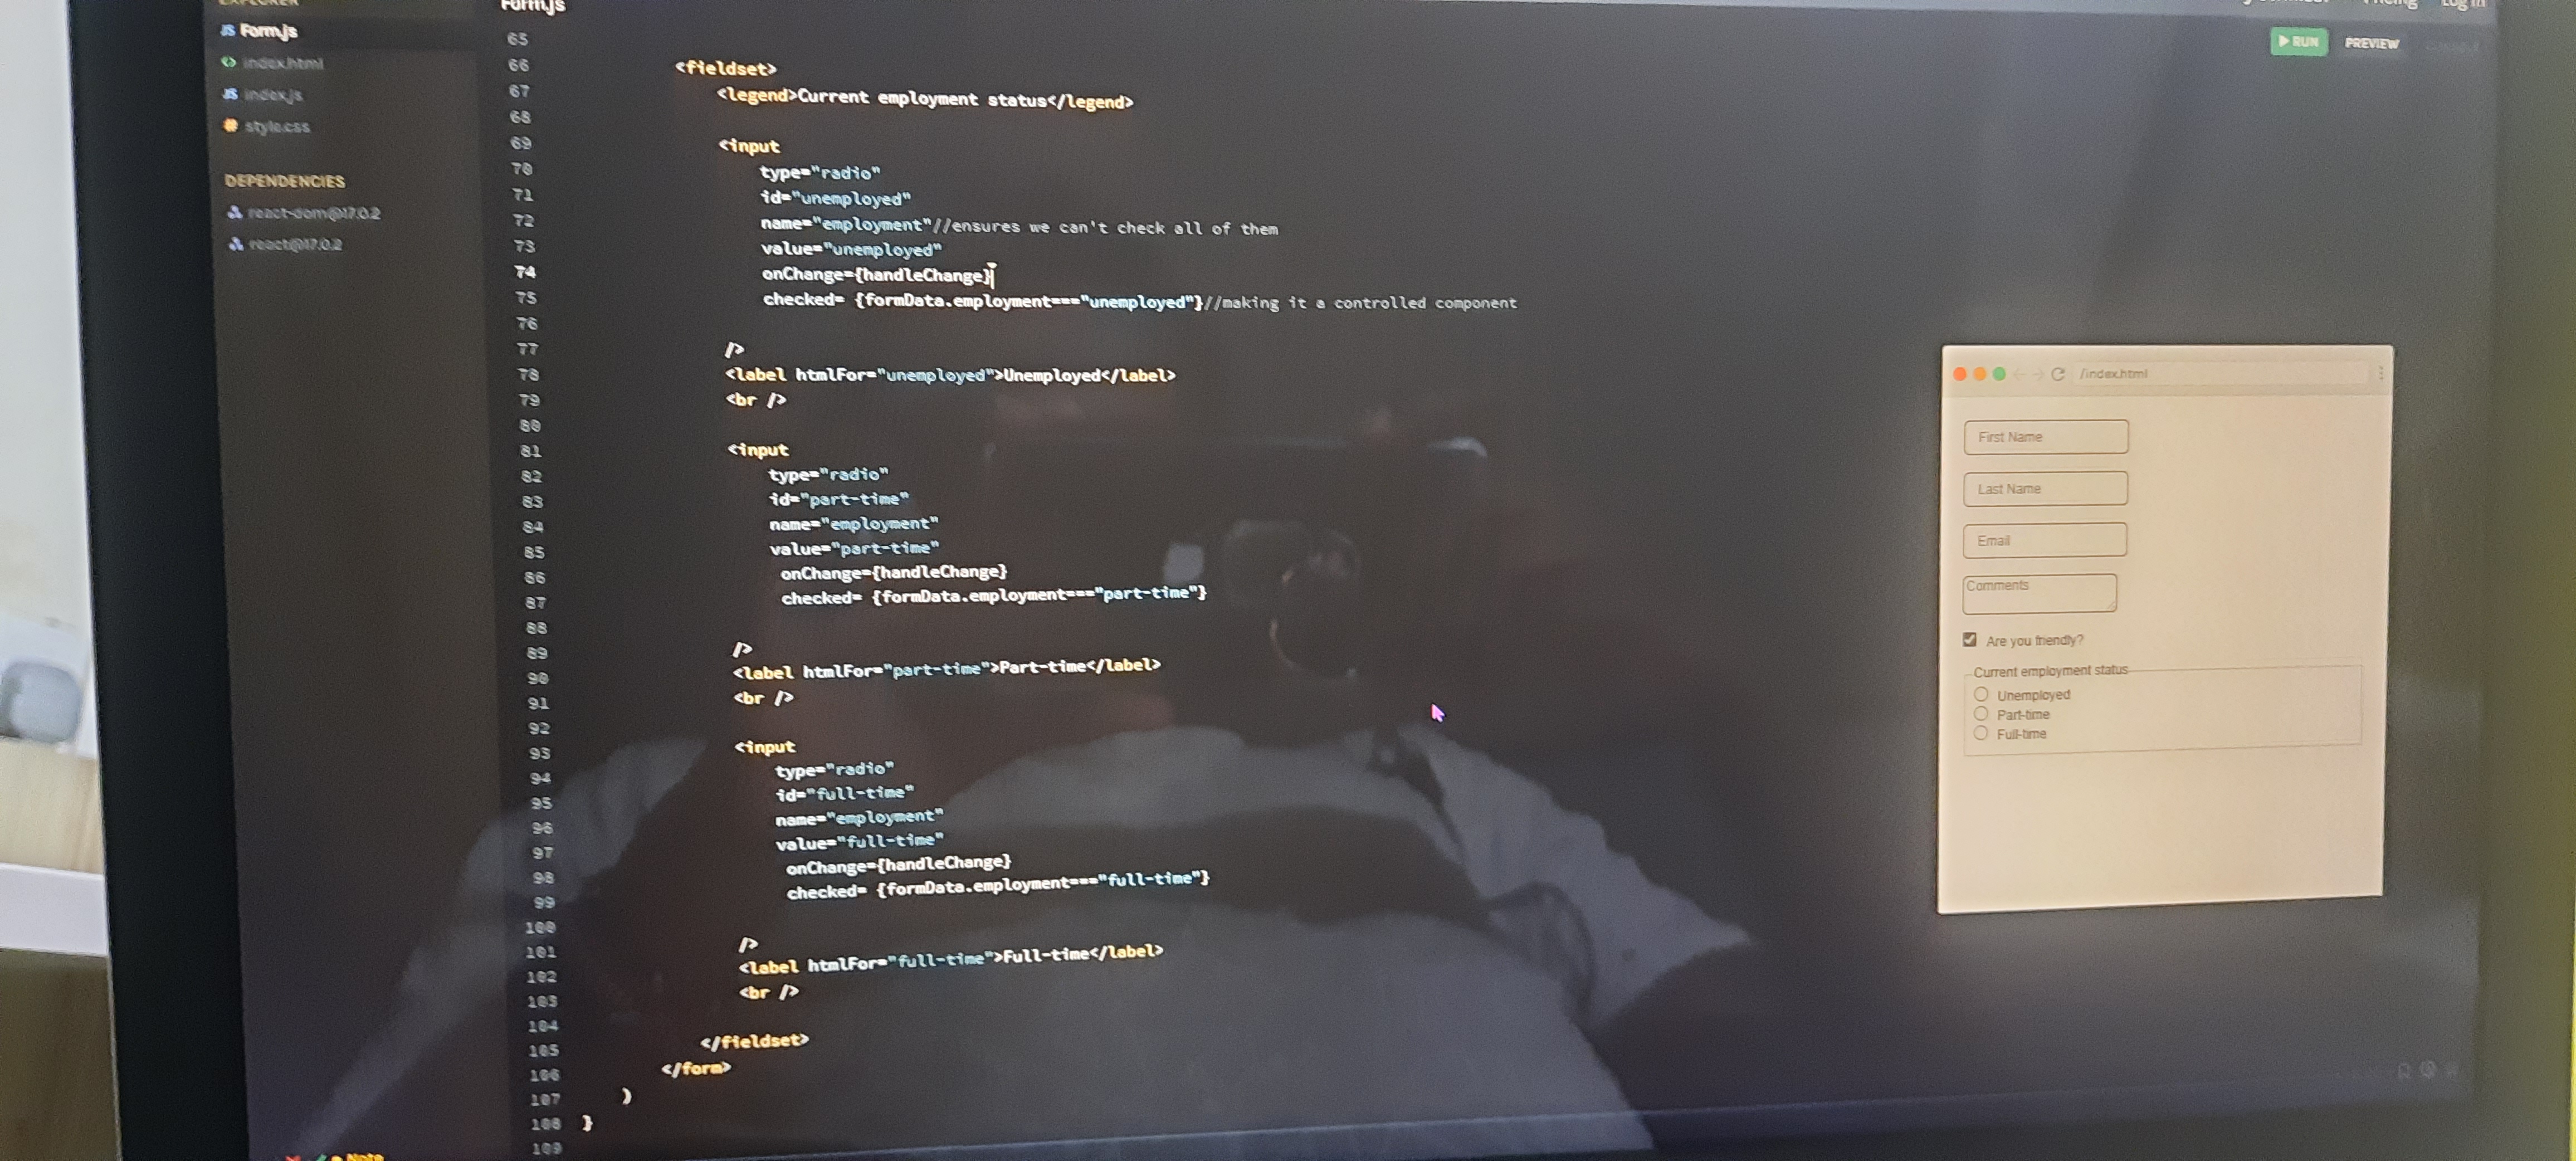 EXPLORER
JS Form.js
index.html
JS index.js
# style.css
DEPENDENCIES
react-dom@17.0.2
react@17.0.2
Form.js
65
66 <fieldset>
67 <legend>Current employment status</legend>
68
69 <input
70 type="radio"
71 id="unemployed"
72 name="employment"//ensures we can't check all of them
73 value="unemployed"
74 onChange={handleChange}
75 checked= {formData.employment==="unemployed"}//making it a controlled component
76
77 />
78 <label htmlFor="unemployed">Unemployed</label>
79 <br />
80
81 <input
82 type="radio"
83 id="part-time"
84 name="employment"
85 value="part-time"
86 onChange={handleChange}
87 checked= {formData.employment==="part-time"}
88
89 />
90 <label htmlFor="part-time">Part-time</label>
91 <br />
92
93 <input
94 type="radio"
95 id="full-time"
96 name="employment"
97 value="full-time"
98 onChange={handleChange}
99 checked= {formData.employment==="full-time"}
100
101 />
102 <label htmlFor="full-time">Full-time</label>
103 <br />
104
105 </fieldset>
106 </form>
107 )
108 }
109
Note
Pricing Log in
RUN PREVIEW
/index.html
First Name
Last Name
Email
Comments
Are you friendly?
Current employment status
Unemployed
Part-time
Full-time